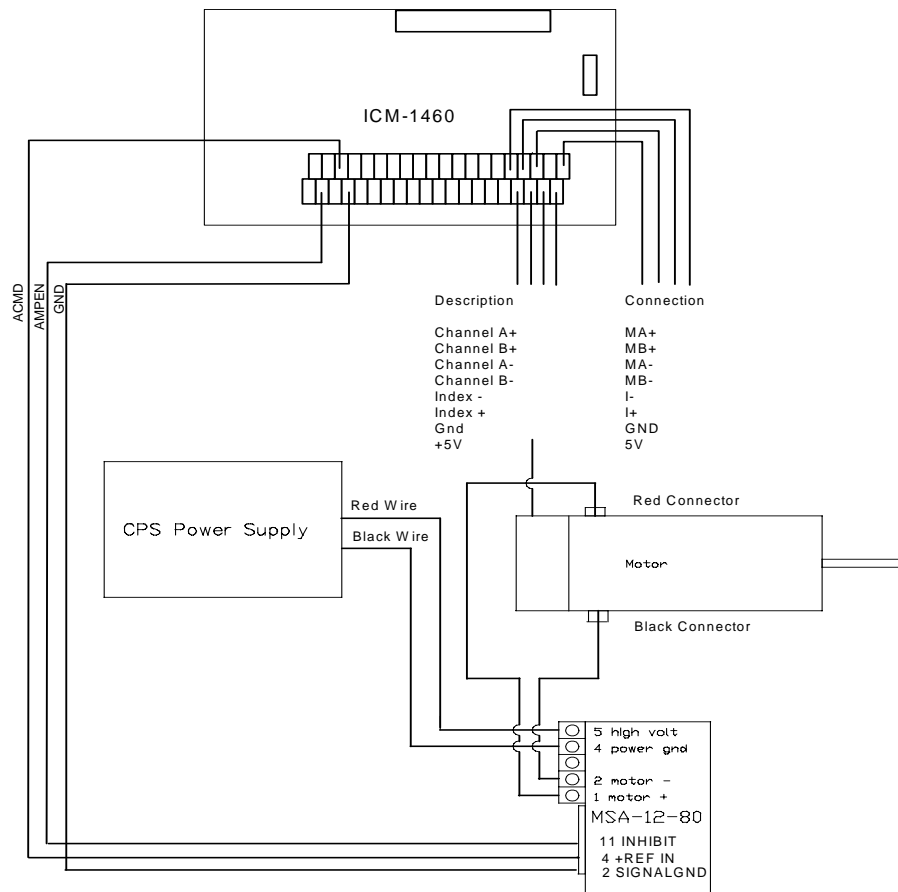 ICM-1460
ACMD
AMPEN
GND
Description Connection
Channel A+ MA+
Channel B+ MB+
Channel A- MA-
Channel B- MB-
Index - I-
Index + I+
Gnd GND
+5V 5V
CPS Power Supply
Red Wire
Black Wire
Red Connector
Motor
Black Connector
5 high volt
4 power gnd
2 motor -
1 motor +
MSA-12-80
11 INHIBIT
4 +REF IN
2 SIGNALGND